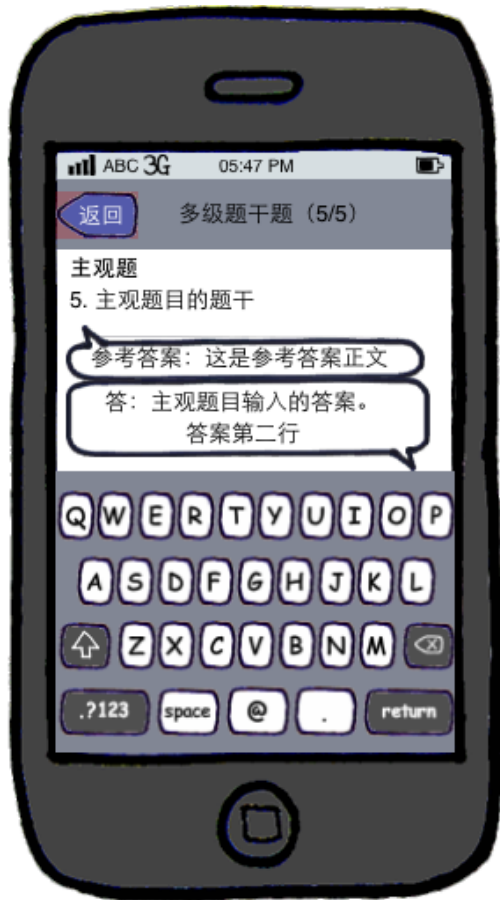 ABC 3G 05:47 PM
返回 多级题干题（5/5）
主观题
5. 主观题目的题干
参考答案：这是参考答案正文
答：主观题目输入的答案。
答案第二行
Q W E R T Y U I O P
A S D F G H J K L
Z X C V B N M
.?123 space @ . return